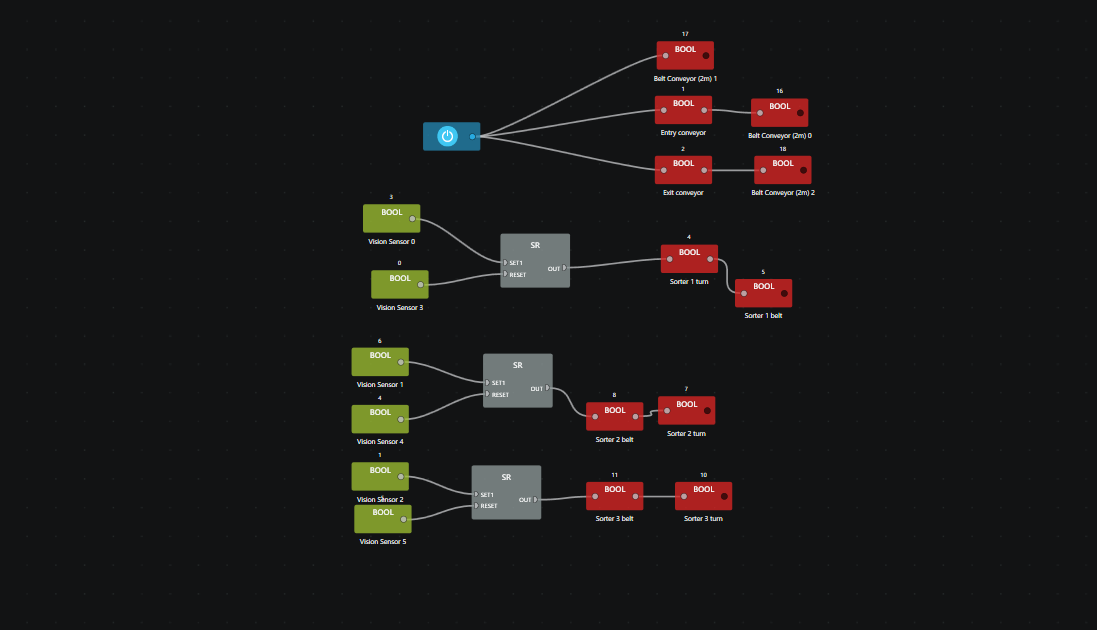 17
BOOL
Belt Conveyor (2m) 1
1
BOOL
Entry conveyor
16
BOOL
Belt Conveyor (2m) 0
2
BOOL
Exit conveyor
18
BOOL
Belt Conveyor (2m) 2
3
BOOL
Vision Sensor 0
0
BOOL
Vision Sensor 3
SR
SET1
RESET
OUT
4
BOOL
Sorter 1 turn
5
BOOL
Sorter 1 belt
6
BOOL
Vision Sensor 1
4
BOOL
Vision Sensor 4
SR
SET1
RESET
OUT
8
BOOL
Sorter 2 belt
7
BOOL
Sorter 2 turn
1
BOOL
Vision Sensor 2
BOOL
Vision Sensor 5
SR
SET1
RESET
OUT
11
BOOL
Sorter 3 belt
10
BOOL
Sorter 3 turn